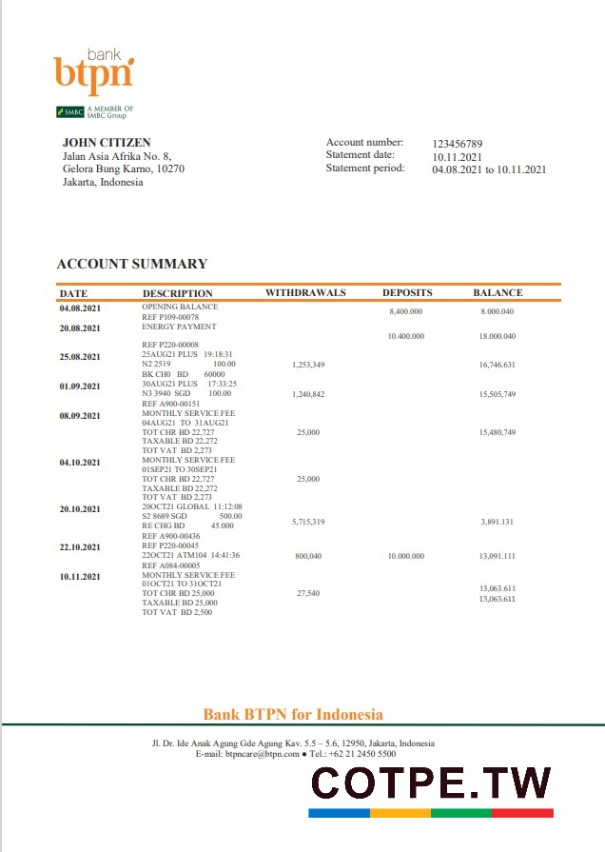 bank
btpn
SMBC A MEMBER OF
SMBC Group
JOHN CITIZEN
Jalan Asia Afrika No. 8,
Gelora Bung Karno, 10270
Jakarta, Indonesia
Account number: 123456789
Statement date: 10.11.2021
Statement period: 04.08.2021 to 10.11.2021
ACCOUNT SUMMARY
DATE DESCRIPTION WITHDRAWALS DEPOSITS BALANCE
04.08.2021 OPENING BALANCE
REF P109-00078 8,400.000 8.000.040
20.08.2021 ENERGY PAYMENT
10.400.000 18.000.040
REF P220-00008
25.08.2021 25AUG21 PLUS 19:18:31
N2 2519 100.00 1,253,349 16,746.631
BK CH0 BD 60000
01.09.2021 30AUG21 PLUS 17:33:25
N3 3940 SGD 100.00 1,240,842 15,505,749
REF A900-00151
08.09.2021 MONTHLY SERVICE FEE
04AUG21 TO 31AUG21
TOT CHR BD 22,727 25,000 15,480,749
TAXABLE BD 22,272
TOT VAT BD 2,273
04.10.2021 MONTHLY SERVICE FEE
01SEP21 TO 30SEP21
TOT CHR BD 22,727 25,000
TAXABLE BD 22,272
TOT VAT BD 2,273
20.10.2021 20OCT21 GLOBAL 11:12:08
S2 8689 SGD 500.00
RE CHG BD 45.000 5,715,319 3,891.131
REF A900-00436
22.10.2021 REF P220-00045
22OCT21 ATM104 14:41:36 800,040 10.000.000 13,091.111
REF A084-00005
10.11.2021 MONTHLY SERVICE FEE
01OCT21 TO 31OCT21
TOT CHR BD 25,000 27,540 13,063.611
TAXABLE BD 25,000 13,063.611
TOT VAT BD 2,500
Bank BTPN for Indonesia
Jl. Dr. Ide Anak Agung Gde Agung Kav. 5.5 – 5.6, 12950, Jakarta, Indonesia
E-mail: btpncare@btpn.com ● Tel.: +62 21 2450 5500
COTPE.TW